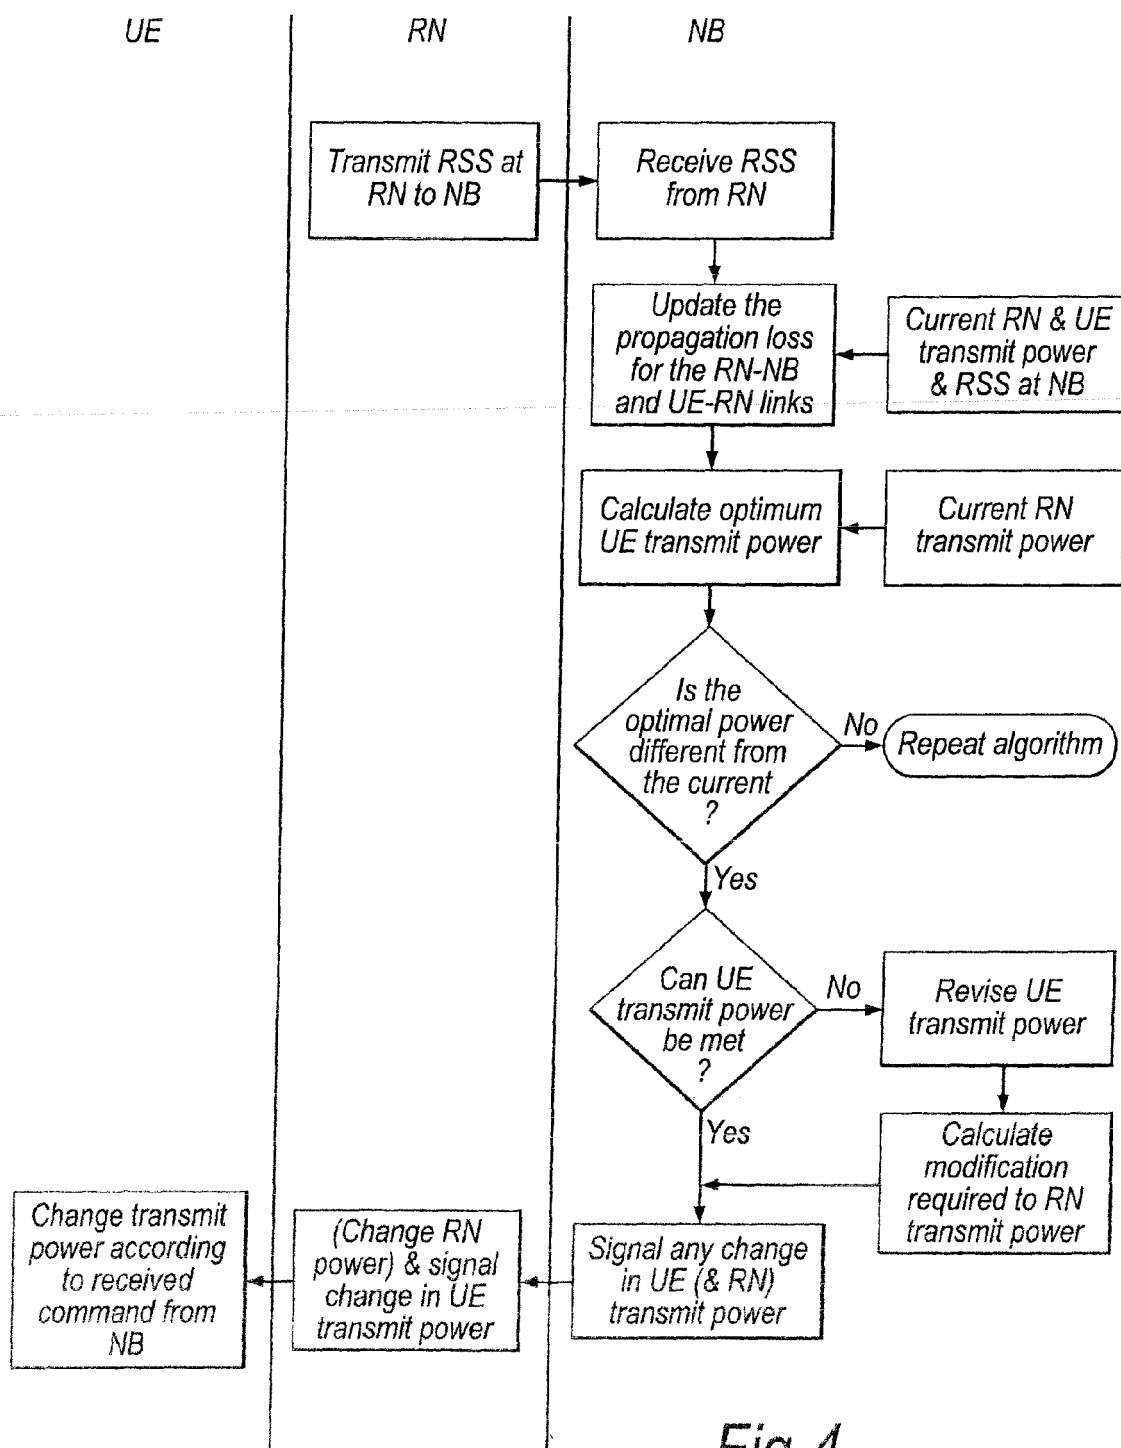 UE
RN
NB
Transmit RSS at
RN to NB
Receive RSS
from RN
Update the
propagation loss
for the RN-NB
and UE-RN links
Current RN & UE
transmit power
& RSS at NB
Calculate optimum
UE transmit power
Current RN
transmit power
Is the
optimal power
different from
the current
?
No
Repeat algorithm
Yes
Can UE
transmit power
be met
?
No
Revise UE
transmit power
Yes
Calculate
modification
required to RN
transmit power
Signal any change
in UE (& RN)
transmit power
(Change RN
power) & signal
change in UE
transmit power
Change transmit
power according
to received
command from
NB
Fig. 4